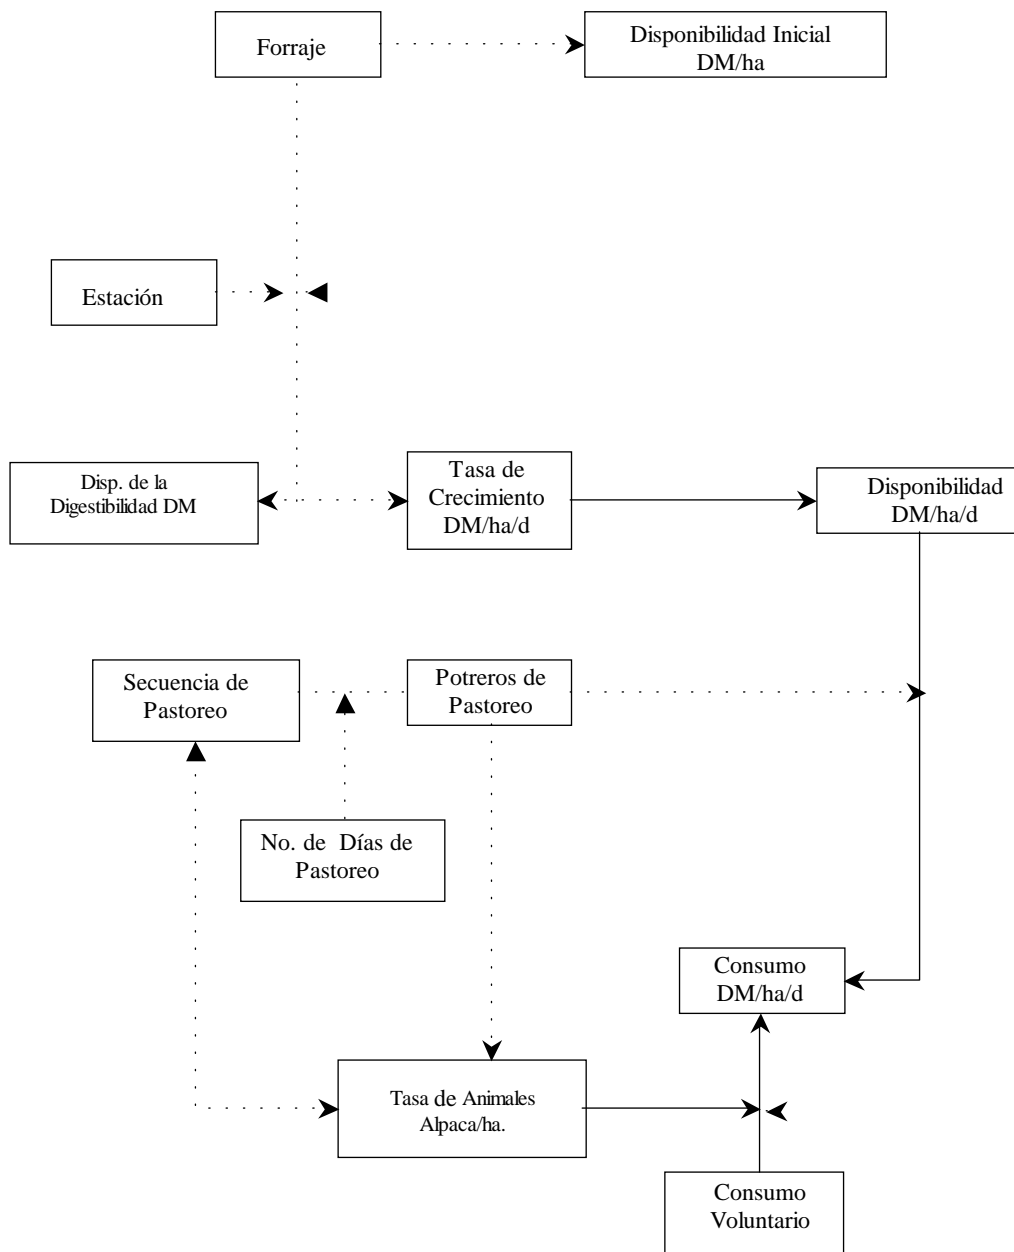 Forraje
Disponibilidad Inicial
DM/ha
Estación
Disp. de la
Digestibilidad DM
Tasa de
Crecimiento
DM/ha/d
Disponibilidad
DM/ha/d
Secuencia de
Pastoreo
Potreros de
Pastoreo
No. de Días de
Pastoreo
Consumo
DM/ha/d
Tasa de Animales
Alpaca/ha.
Consumo
Voluntario